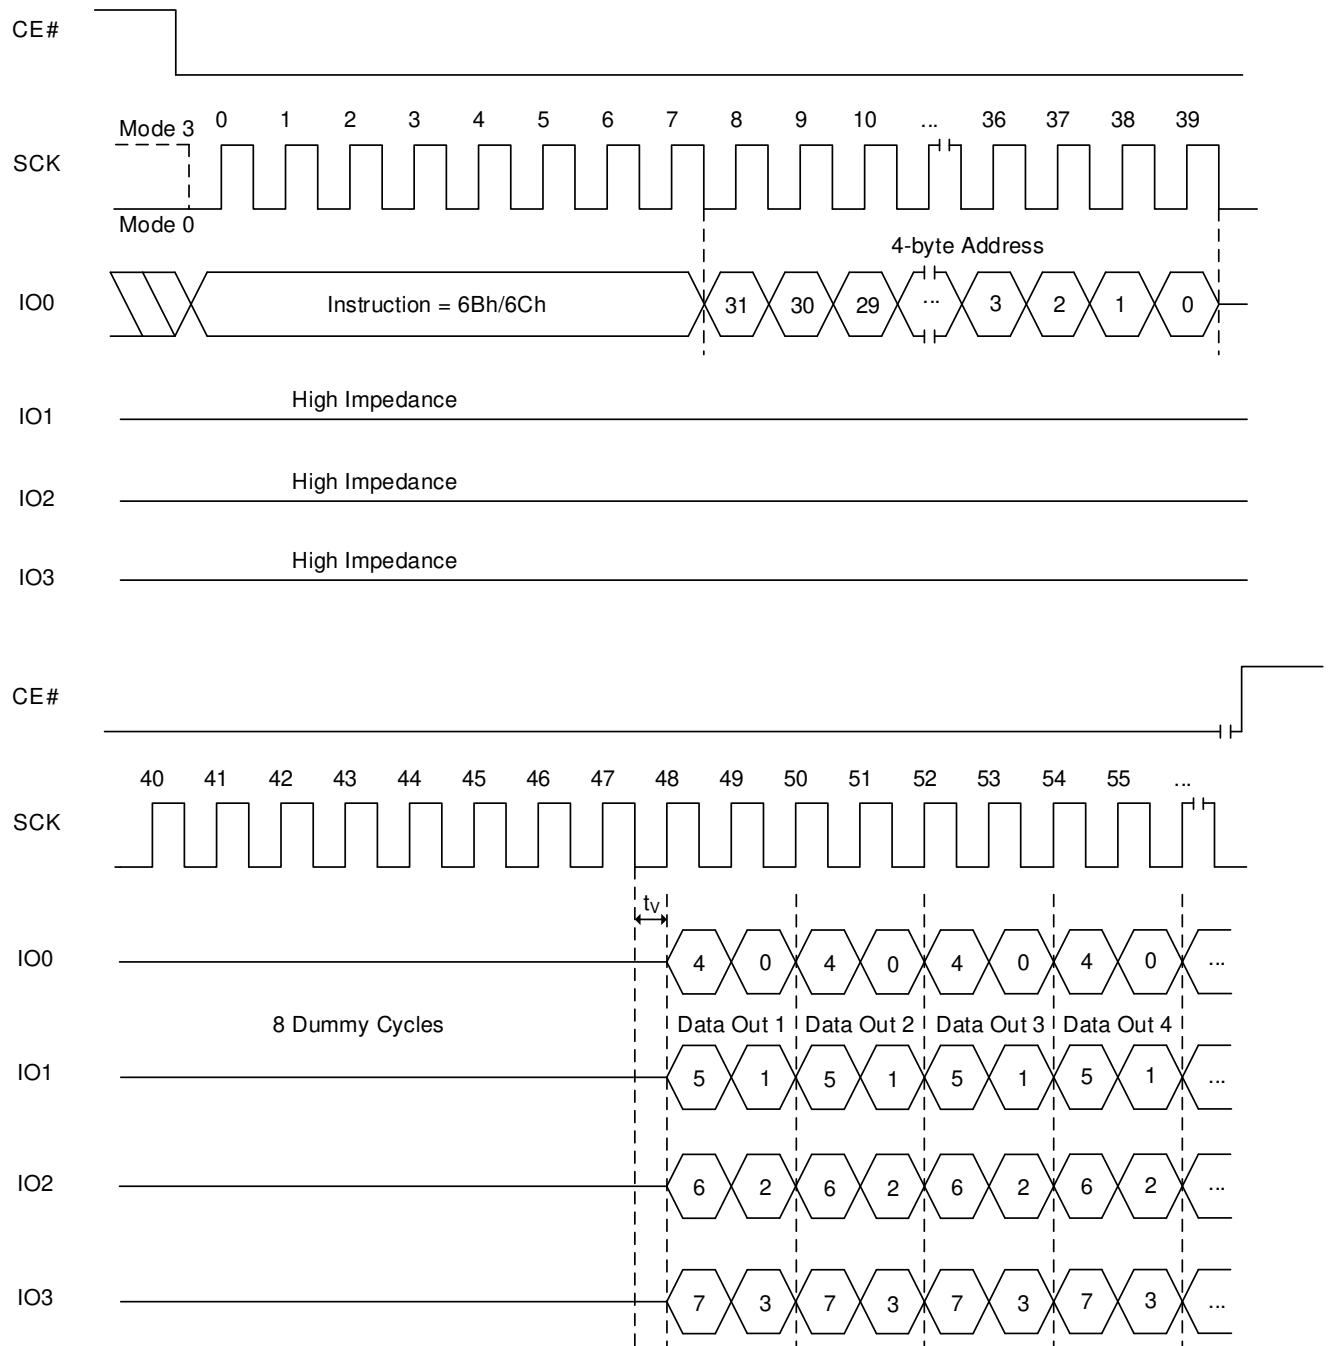 CE#
Mode 3 0 1 2 3 4 5 6 7 8 9 10 ... 36 37 38 39
SCK
Mode 0
4-byte Address
IO0 Instruction = 6Bh/6Ch 31 30 29 ... 3 2 1 0
High Impedance
IO1
High Impedance
IO2
High Impedance
IO3
CE#
40 41 42 43 44 45 46 47 48 49 50 51 52 53 54 55 ...
SCK
tV
IO0 4 0 4 0 4 0 4 0 ...
8 Dummy Cycles Data Out 1 Data Out 2 Data Out 3 Data Out 4
IO1 5 1 5 1 5 1 5 1 ...
IO2 6 2 6 2 6 2 6 2 ...
IO3 7 3 7 3 7 3 7 3 ...